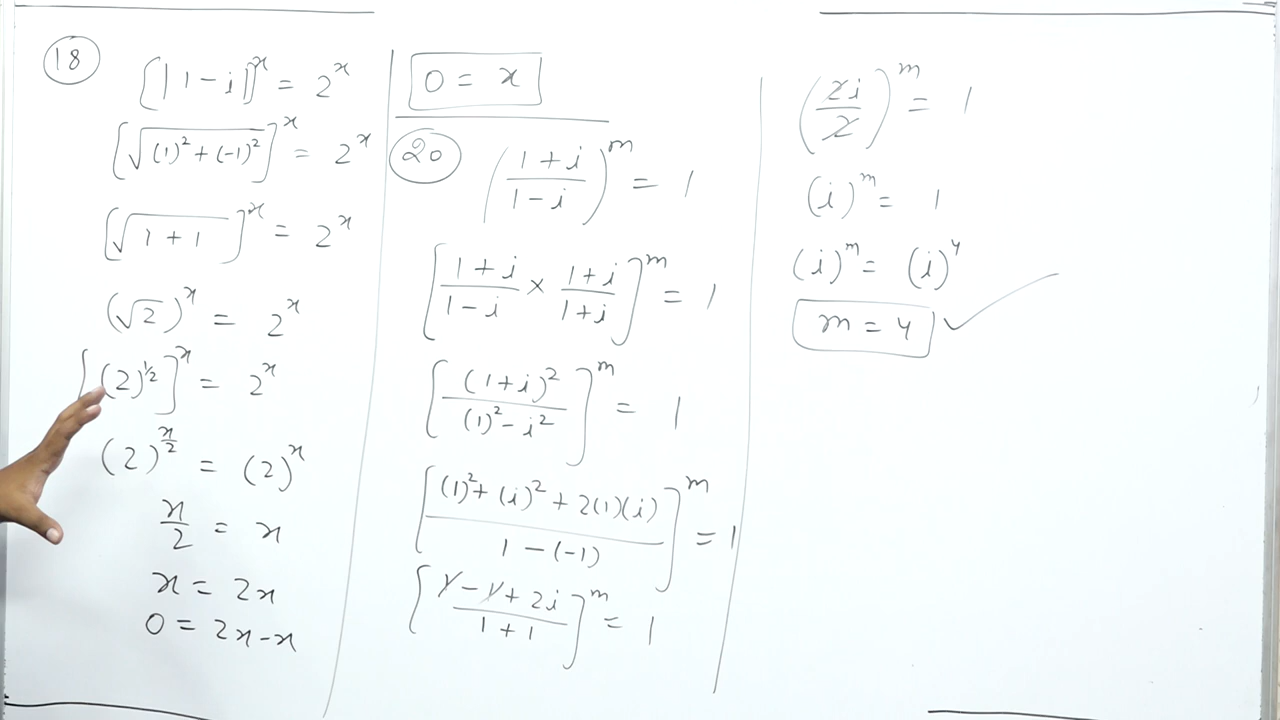 18
[|1-i|]^x = 2^x
[√(1)²+(-1)²]^x = 2^x
[√1+1]^x = 2^x
(√2)^x = 2^x
[(2)^1/2]^x = 2^x
(2)^x/2 = (2)^x
x/2 = x
x = 2x
0 = 2x-x
0 = x
20
(1+i/1-i)^m = 1
[1+i/1-i × 1+i/1+i]^m = 1
[(1+i)²/(1)²-i²]^m = 1
[(1)²+(i)²+2(1)(i)/1-(-1)]^m = 1
[1-1+2i/1+1]^m = 1
(2i/2)^m = 1
(i)^m = 1
(i)^m = (i)^4
m = 4 ✓